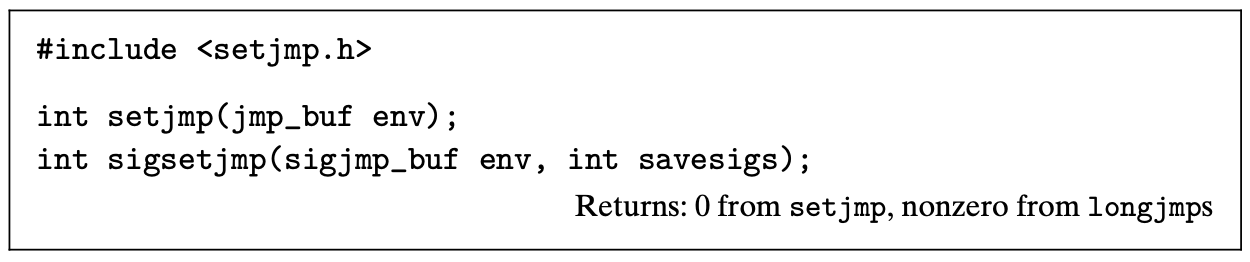 #include <setjmp.h>
int setjmp(jmp_buf env);
int sigsetjmp(sigjmp_buf env, int savesigs);
Returns: 0 from setjmp, nonzero from longjmps